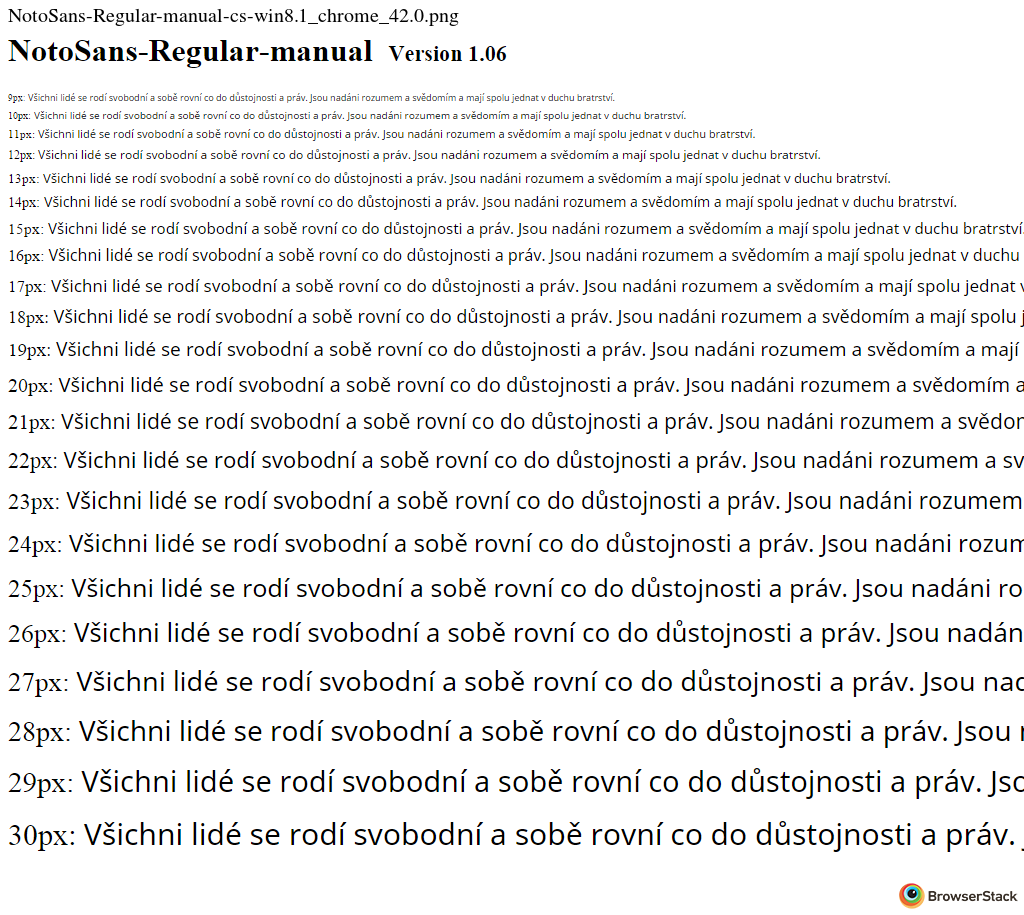 NotoSans-Regular-manual-cs-win8.1_chrome_42.0.png
NotoSans-Regular-manual Version 1.06
9px: Všichni lidé se rodí svobodní a sobě rovní co do důstojnosti a práv. Jsou nadáni rozumem a svědomím a mají spolu jednat v duchu bratrství.
10px: Všichni lidé se rodí svobodní a sobě rovní co do důstojnosti a práv. Jsou nadáni rozumem a svědomím a mají spolu jednat v duchu bratrství.
11px: Všichni lidé se rodí svobodní a sobě rovní co do důstojnosti a práv. Jsou nadáni rozumem a svědomím a mají spolu jednat v duchu bratrství.
12px: Všichni lidé se rodí svobodní a sobě rovní co do důstojnosti a práv. Jsou nadáni rozumem a svědomím a mají spolu jednat v duchu bratrství.
13px: Všichni lidé se rodí svobodní a sobě rovní co do důstojnosti a práv. Jsou nadáni rozumem a svědomím a mají spolu jednat v duchu bratrství.
14px: Všichni lidé se rodí svobodní a sobě rovní co do důstojnosti a práv. Jsou nadáni rozumem a svědomím a mají spolu jednat v duchu bratrství.
15px: Všichni lidé se rodí svobodní a sobě rovní co do důstojnosti a práv. Jsou nadáni rozumem a svědomím a mají spolu jednat v duchu bratrství.
16px: Všichni lidé se rodí svobodní a sobě rovní co do důstojnosti a práv. Jsou nadáni rozumem a svědomím a mají spolu jednat v duchu
17px: Všichni lidé se rodí svobodní a sobě rovní co do důstojnosti a práv. Jsou nadáni rozumem a svědomím a mají spolu jednat v
18px: Všichni lidé se rodí svobodní a sobě rovní co do důstojnosti a práv. Jsou nadáni rozumem a svědomím a mají spolu j
19px: Všichni lidé se rodí svobodní a sobě rovní co do důstojnosti a práv. Jsou nadáni rozumem a svědomím a mají
20px: Všichni lidé se rodí svobodní a sobě rovní co do důstojnosti a práv. Jsou nadáni rozumem a svědomím a
21px: Všichni lidé se rodí svobodní a sobě rovní co do důstojnosti a práv. Jsou nadáni rozumem a svědom
22px: Všichni lidé se rodí svobodní a sobě rovní co do důstojnosti a práv. Jsou nadáni rozumem a sv
23px: Všichni lidé se rodí svobodní a sobě rovní co do důstojnosti a práv. Jsou nadáni rozumem
24px: Všichni lidé se rodí svobodní a sobě rovní co do důstojnosti a práv. Jsou nadáni rozum
25px: Všichni lidé se rodí svobodní a sobě rovní co do důstojnosti a práv. Jsou nadáni ro
26px: Všichni lidé se rodí svobodní a sobě rovní co do důstojnosti a práv. Jsou nadán
27px: Všichni lidé se rodí svobodní a sobě rovní co do důstojnosti a práv. Jsou nad
28px: Všichni lidé se rodí svobodní a sobě rovní co do důstojnosti a práv. Jsou
29px: Všichni lidé se rodí svobodní a sobě rovní co do důstojnosti a práv. Jso
30px: Všichni lidé se rodí svobodní a sobě rovní co do důstojnosti a práv.
BrowserStack